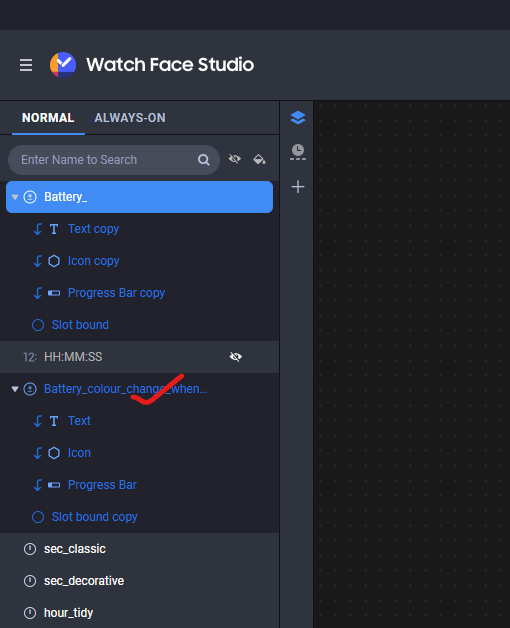 Watch Face Studio
NORMAL ALWAYS-ON
Enter Name to Search
Battery_
T Text copy
Icon copy
Progress Bar copy
Slot bound
12: HH:MM:SS
Battery_colour_change_when...
T Text
Icon
Progress Bar
Slot bound copy
sec_classic
sec_decorative
hour_tidy